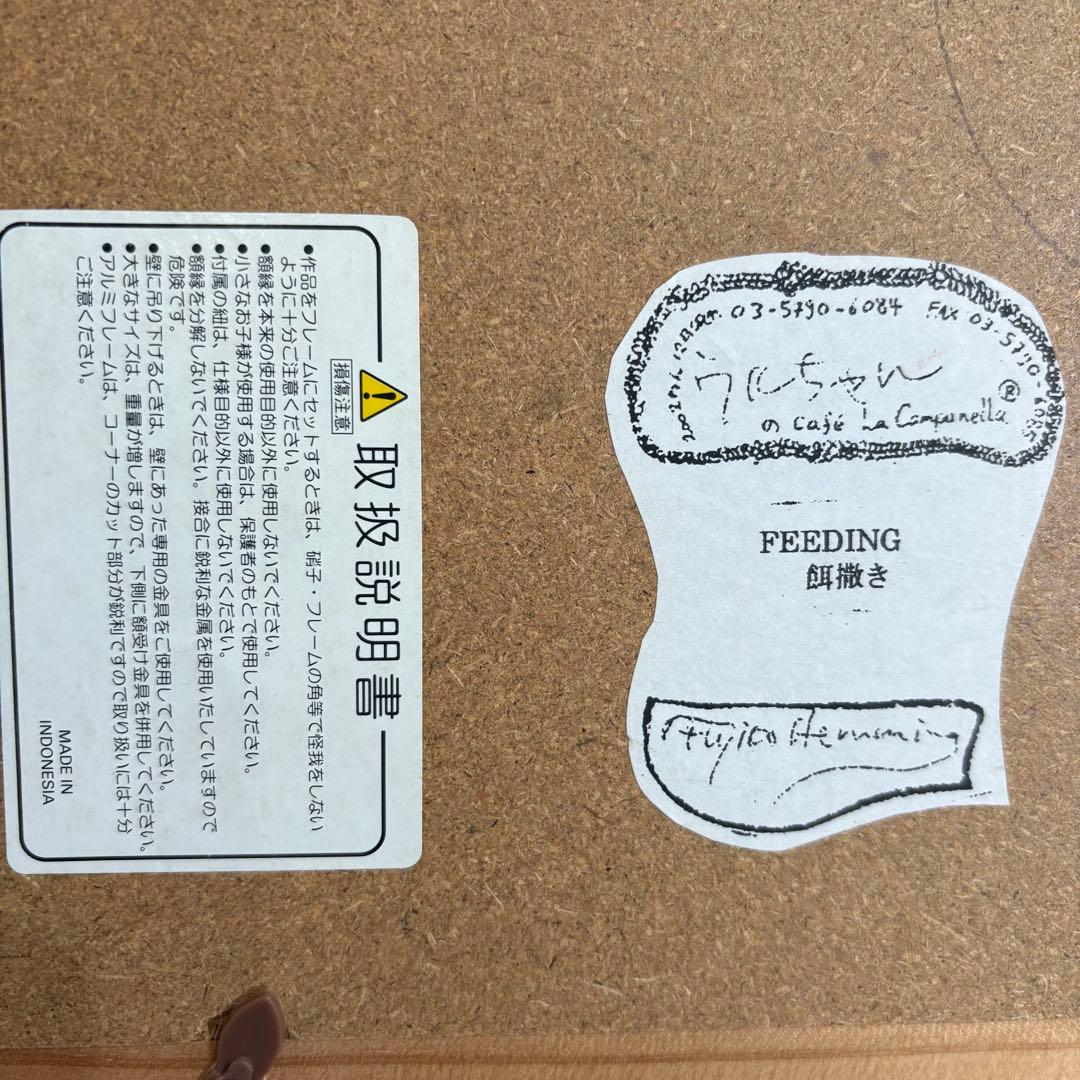 取扱説明書
損傷注意
●作品をフレームにセットするときは、硝子・フレームの角等で怪我をしない
ように十分ご注意ください。
●額縁を本来の使用目的以外に使用しないでください。
●小さなお子様が使用する場合は、保護者のもとで使用してください。
●付属の紐は、仕様目的以外に使用しないでください。
●額縁を分解しないでください。接合に鋭利な金属を使用いたしていますので
危険です。
●壁に吊り下げるときは、壁にあった専用の金具をご使用してください。
●大きなサイズは、重量が増しますので、下側に額受け金具を併用してください。
●アルミフレームは、コーナーのカット部分が鋭利ですので取り扱いには十分
ご注意ください。
MADE IN
INDONESIA
03-5790-6084 FAX 03-5790-6085
ウルちゃん
®
の Café La Campanella
FEEDING
餌撒き
Fujiko Hemming